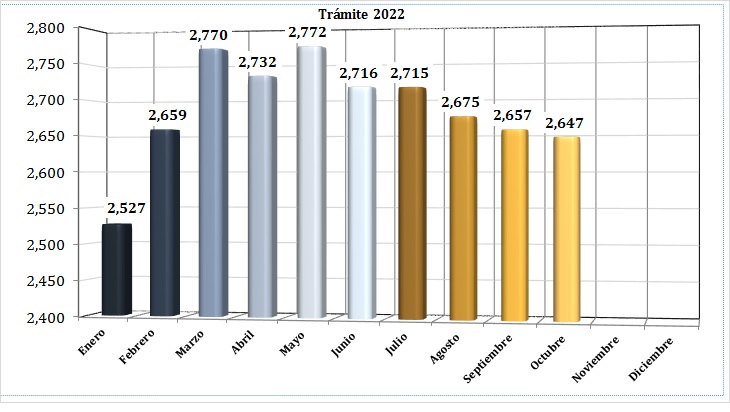 Trámite 2022
2,800
2,750
2,700
2,650
2,600
2,550
2,500
2,450
2,400
2,527
2,659
2,770
2,732
2,772
2,716
2,715
2,675
2,657
2,647
Enero
Febrero
Marzo
Abril
Mayo
Junio
Julio
Agosto
Septiembre
Octubre
Noviembre
Diciembre